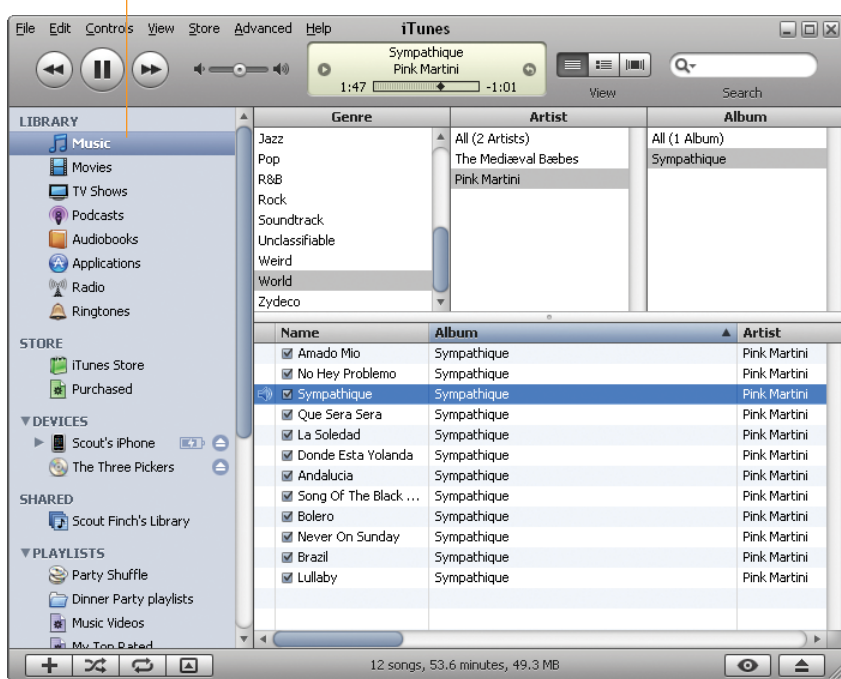 File Edit Controls View Store Advanced Help iTunes
Sympathique
Pink Martini
1:47 -1:01
View
Search
LIBRARY
Music
Movies
TV Shows
Podcasts
Audiobooks
Applications
Radio
Ringtones
STORE
iTunes Store
Purchased
DEVICES
Scout's iPhone
The Three Pickers
SHARED
Scout Finch's Library
PLAYLISTS
Party Shuffle
Dinner Party playlists
Music Videos
My Top Rated
Genre
Jazz
Pop
R&B
Rock
Soundtrack
Unclassifiable
Weird
World
Zydeco
Artist
All (2 Artists)
The Mediæval Bæbes
Pink Martini
Album
All (1 Album)
Sympathique
Name Album Artist
Amado Mio Sympathique Pink Martini
No Hey Problemo Sympathique Pink Martini
Sympathique Sympathique Pink Martini
Que Sera Sera Sympathique Pink Martini
La Soledad Sympathique Pink Martini
Donde Esta Yolanda Sympathique Pink Martini
Andalucia Sympathique Pink Martini
Song Of The Black ... Sympathique Pink Martini
Bolero Sympathique Pink Martini
Never On Sunday Sympathique Pink Martini
Brazil Sympathique Pink Martini
Lullaby Sympathique Pink Martini
12 songs, 53.6 minutes, 49.3 MB